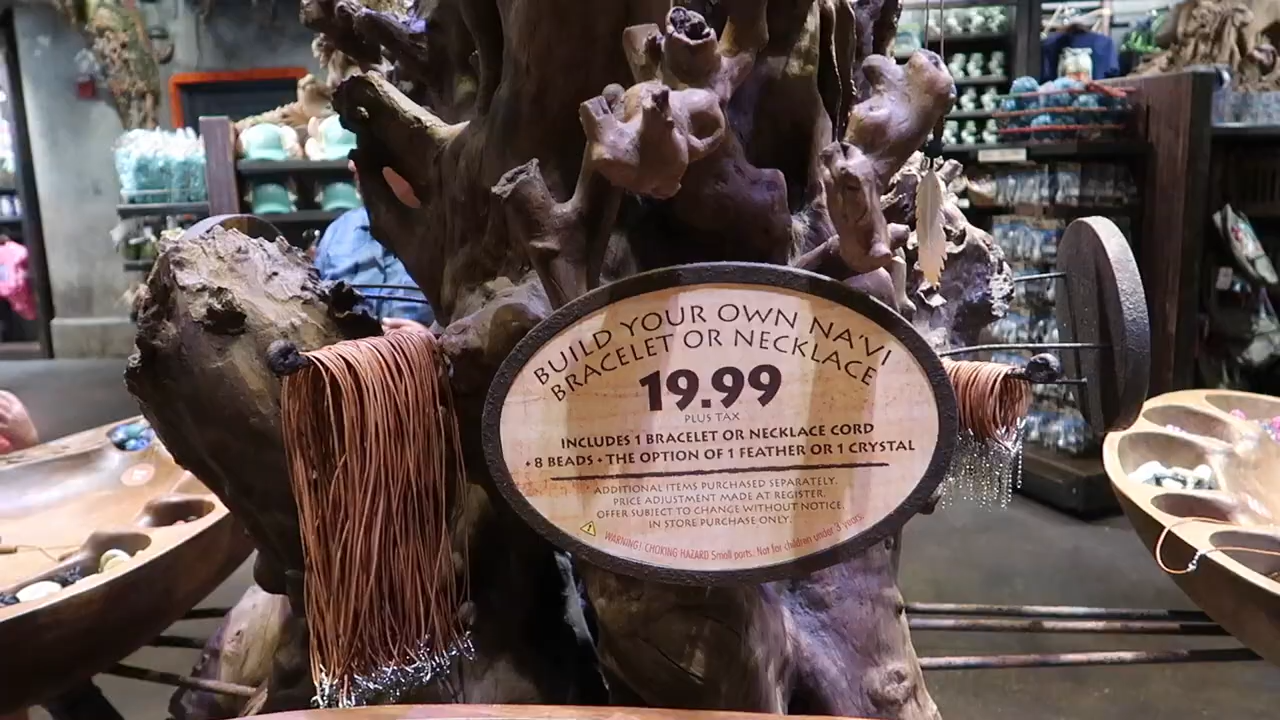 BUILD YOUR OWN NA'VI
BRACELET OR NECKLACE
19.99
PLUS TAX
INCLUDES 1 BRACELET OR NECKLACE CORD
• 8 BEADS • THE OPTION OF 1 FEATHER OR 1 CRYSTAL
ADDITIONAL ITEMS PURCHASED SEPARATELY.
PRICE ADJUSTMENT MADE AT REGISTER.
OFFER SUBJECT TO CHANGE WITHOUT NOTICE.
IN STORE PURCHASE ONLY.
WARNING! CHOKING HAZARD Small parts. Not for children under 3 years.